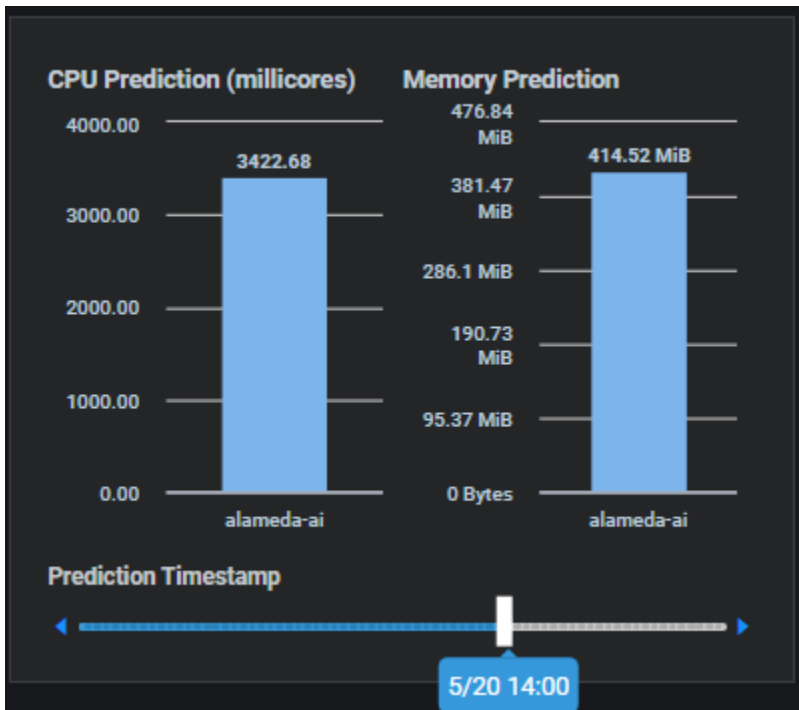 CPU Prediction (millicores)
4000.00
3000.00
2000.00
1000.00
0.00
3422.68
alameda-ai
Memory Prediction
476.84
MiB
381.47
MiB
286.1 MiB
190.73
MiB
95.37 MiB
0 Bytes
414.52 MiB
alameda-ai
Prediction Timestamp
5/20 14:00